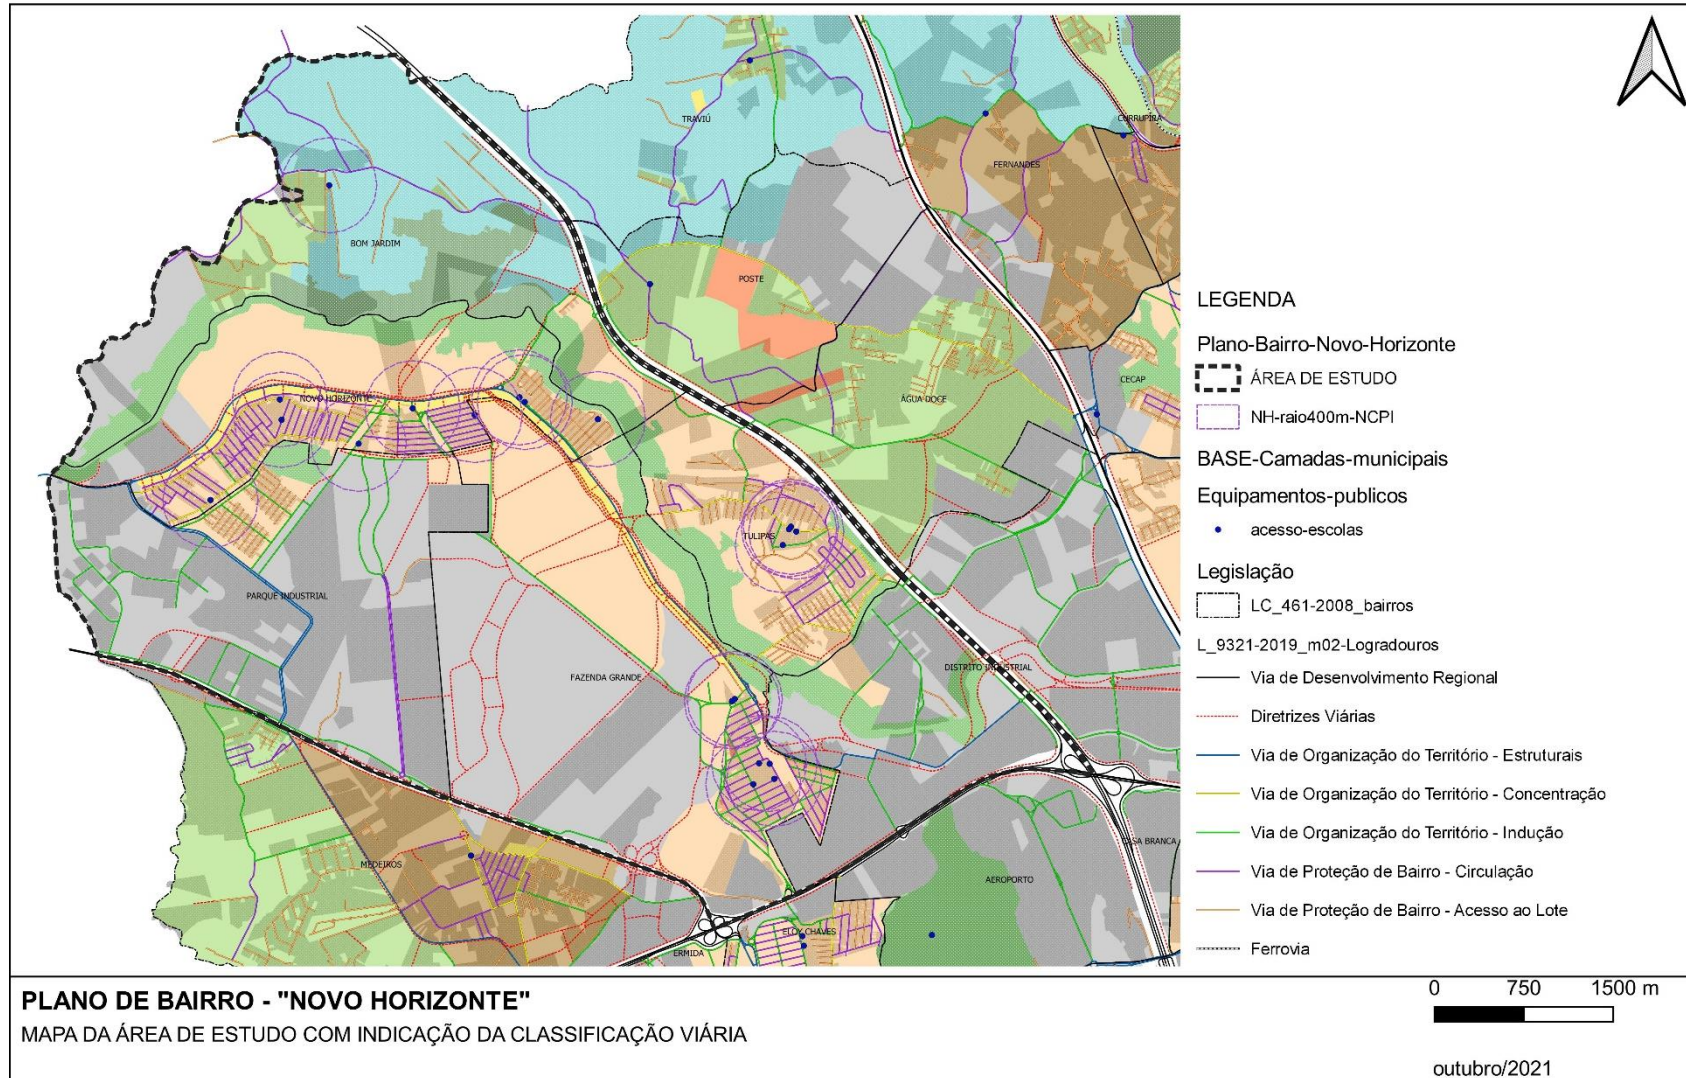 TRAVIÚ
CURRUPIRA
FERNANDES
BOM JARDIM
POSTE
CECAP
ÁGUA DOCE
NOVO HORIZONTE
TULIPAS
PARQUE INDUSTRIAL
DISTRITO INDUSTRIAL
FAZENDA GRANDE
CASA BRANCA
MEDEIROS
AEROPORTO
ELOY CHAVES
ERMIDA
LEGENDA
Plano-Bairro-Novo-Horizonte
ÁREA DE ESTUDO
NH-raio400m-NCPI
BASE-Camadas-municipais
Equipamentos-publicos
acesso-escolas
Legislação
LC_461-2008_bairros
L_9321-2019_m02-Logradouros
Via de Desenvolvimento Regional
Diretrizes Viárias
Via de Organização do Território - Estruturais
Via de Organização do Território - Concentração
Via de Organização do Território - Indução
Via de Proteção de Bairro - Circulação
Via de Proteção de Bairro - Acesso ao Lote
Ferrovia
PLANO DE BAIRRO - "NOVO HORIZONTE"
MAPA DA ÁREA DE ESTUDO COM INDICAÇÃO DA CLASSIFICAÇÃO VIÁRIA
0 750 1500 m
outubro/2021